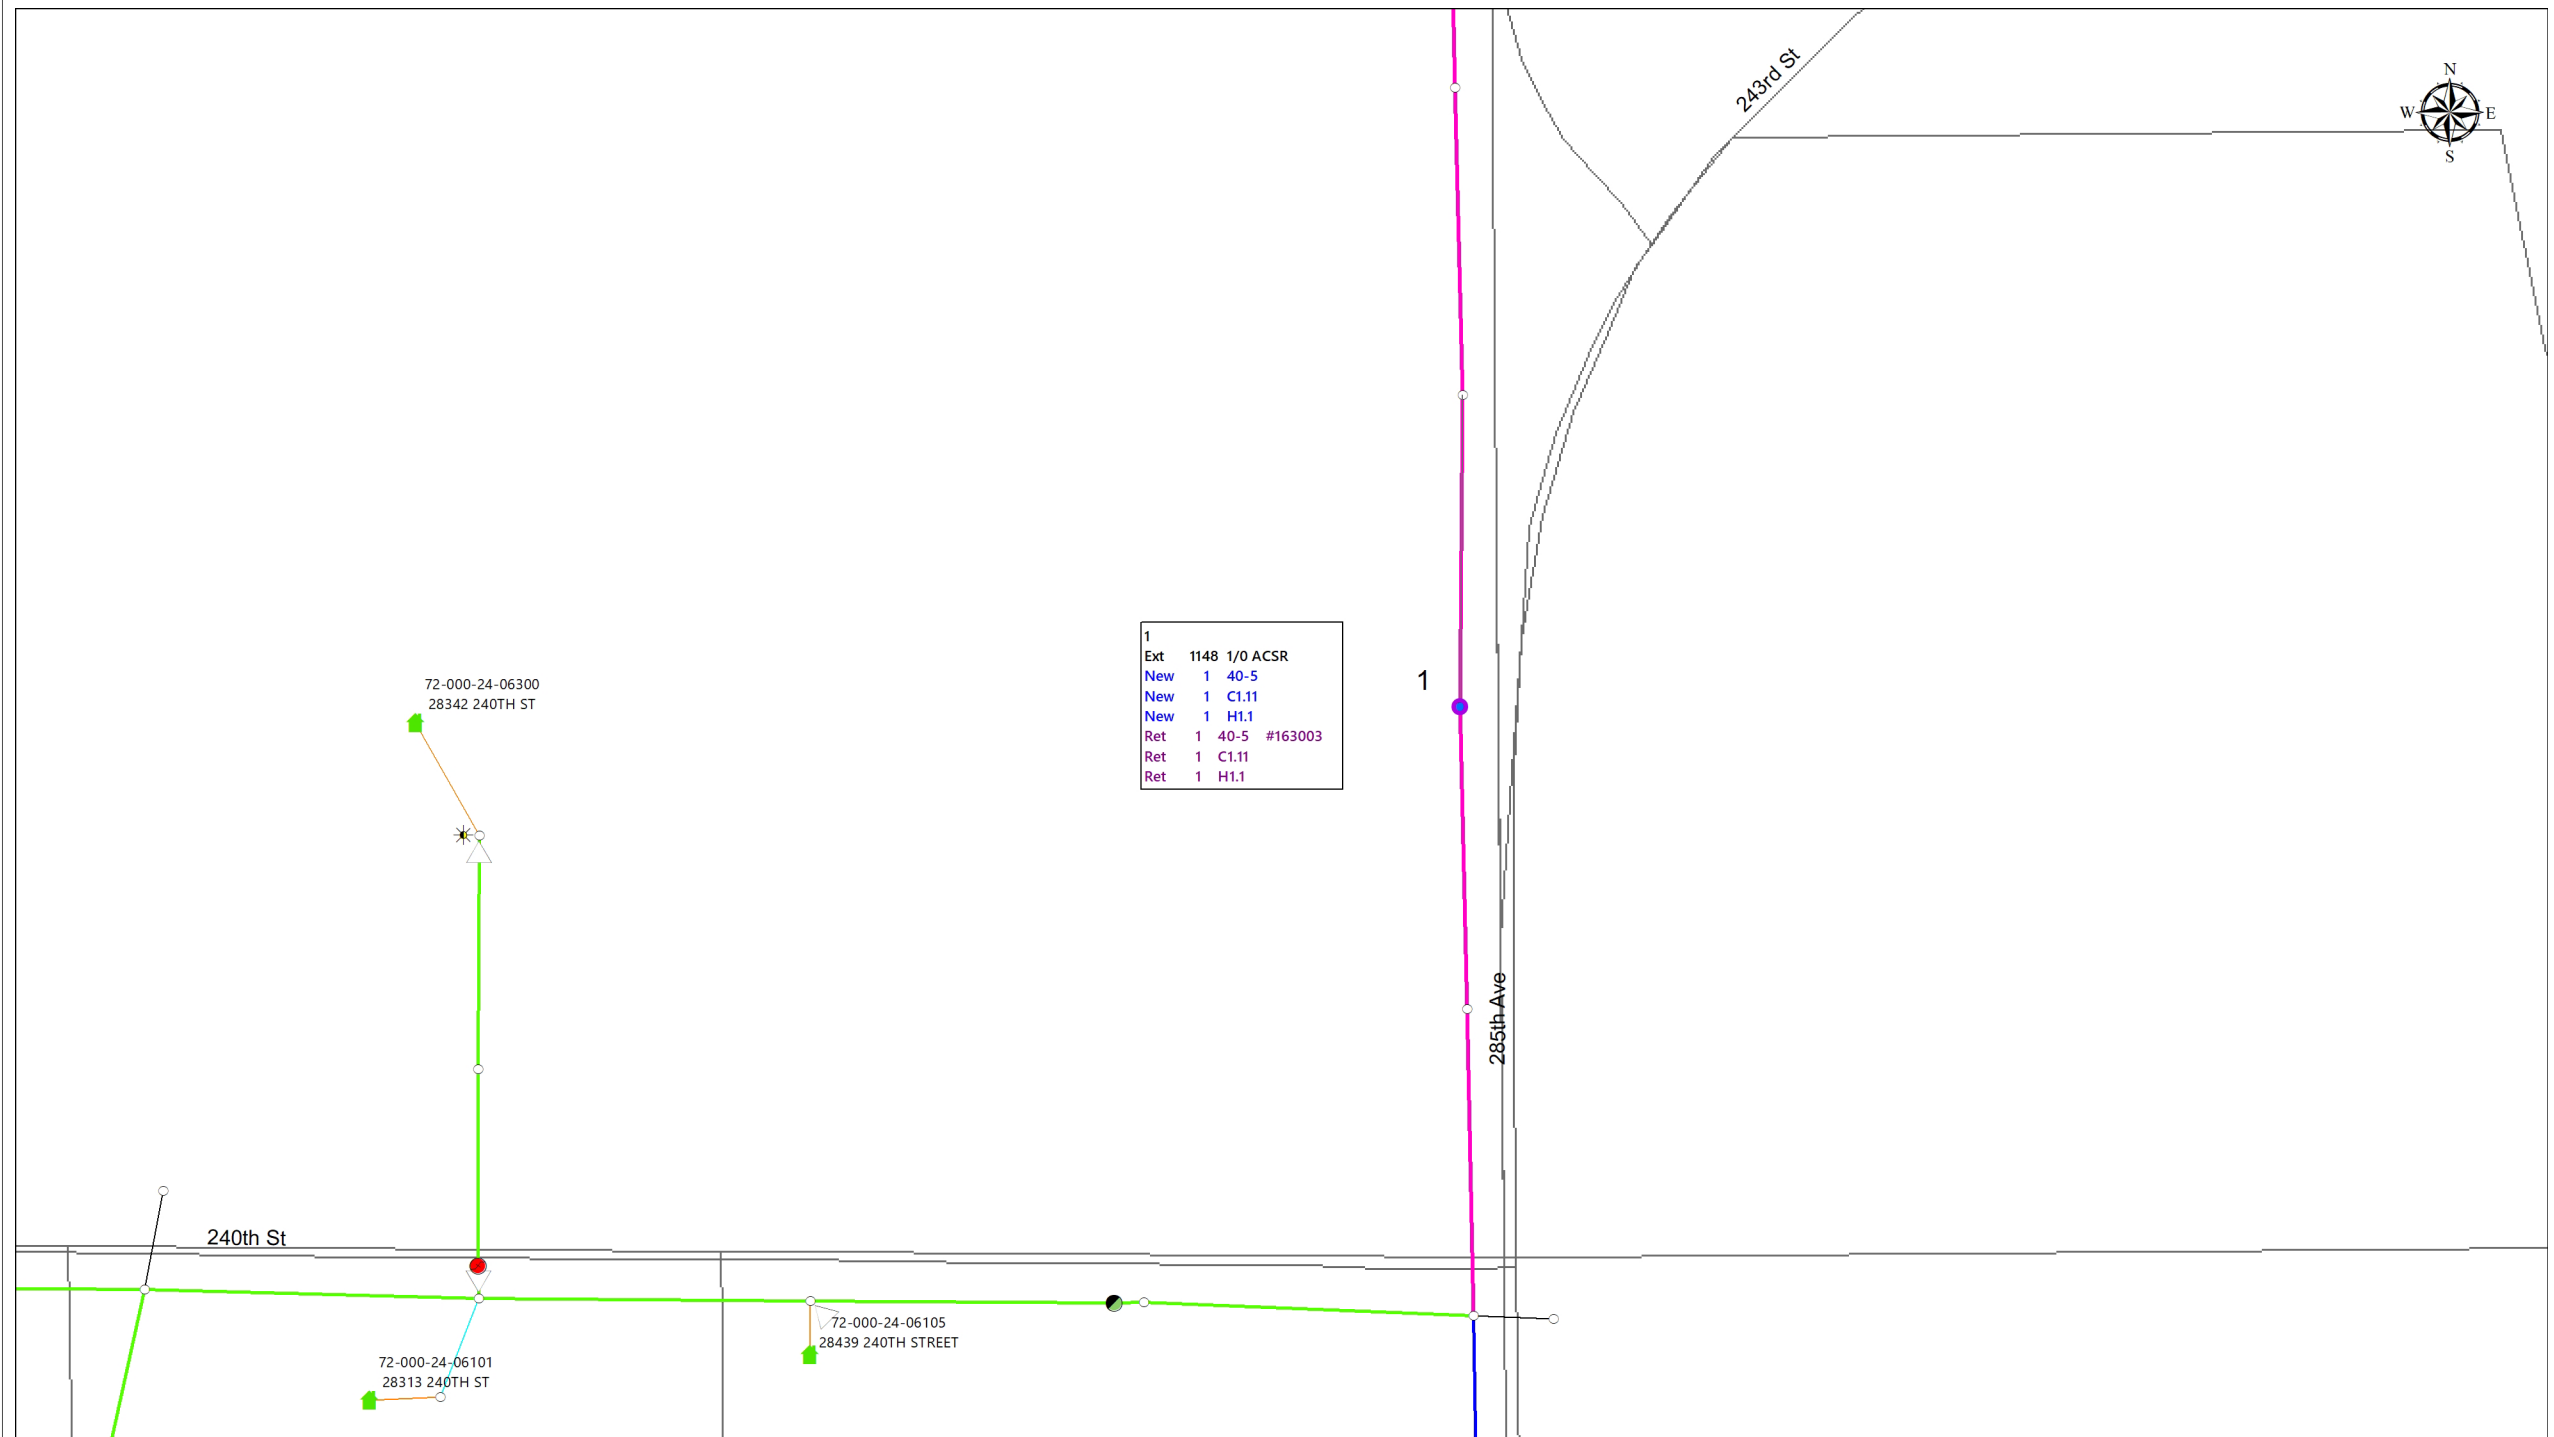 243rd St
N
W E
S
1
Ext 1148 1/0 ACSR
New 1 40-5
New 1 C1.11
New 1 H1.1
Ret 1 40-5 #163003
Ret 1 C1.11
Ret 1 H1.1
1
72-000-24-06300
28342 240TH ST
285th Ave
240th St
72-000-24-06105
28439 240TH STREET
72-000-24-06101
28313 240TH ST